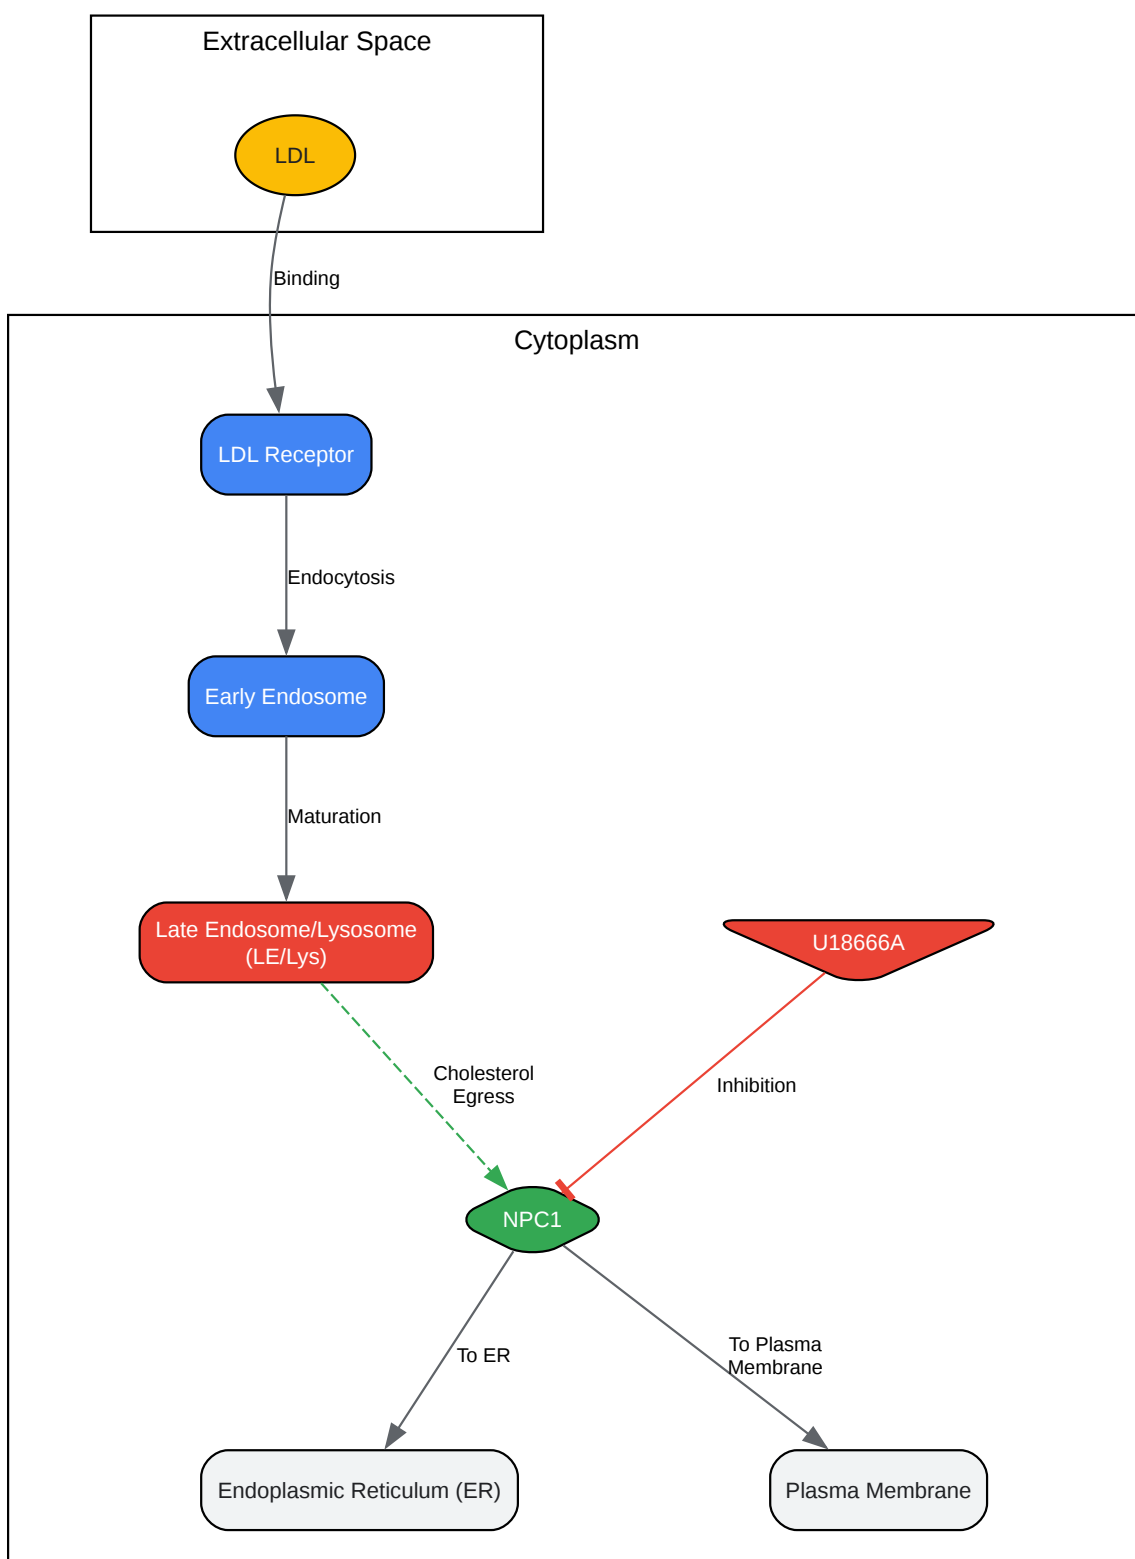 Extracellular Space
LDL
Binding
Cytoplasm
LDL Receptor
Endocytosis
Early Endosome
Maturation
Late Endosome/Lysosome
(LE/Lys)
U18666A
Cholesterol
Egress
Inhibition
NPC1
To ER
To Plasma
Membrane
Endoplasmic Reticulum (ER)
Plasma Membrane